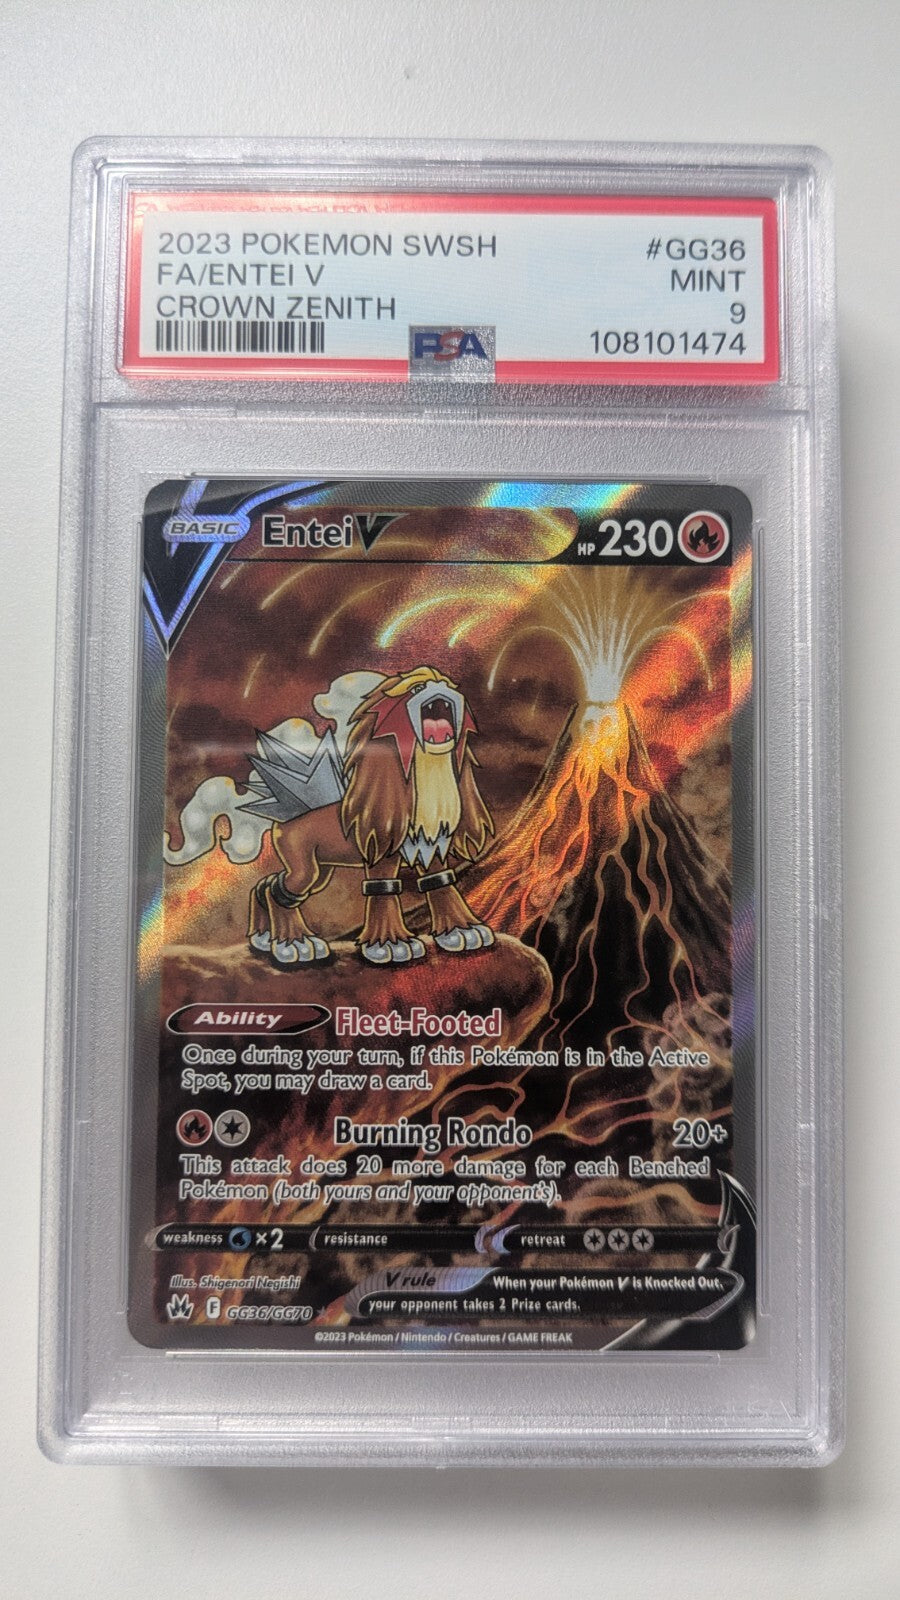 2023 POKEMON SWSH #GG36
FA/ENTEI V MINT
CROWN ZENITH 9
PSA 108101474
BASIC Entei V HP 230
Ability Fleet-Footed
Once during your turn, if this Pokémon is in the Active
Spot, you may draw a card.
Burning Rondo 20+
This attack does 20 more damage for each Benched
Pokémon (both yours and your opponent's).
weakness ×2 resistance retreat
Illus. Shigenori Negishi
V rule When your Pokémon V is Knocked Out,
your opponent takes 2 Prize cards.
F GG36/GG70 ★
©2023 Pokémon / Nintendo / Creatures / GAME FREAK